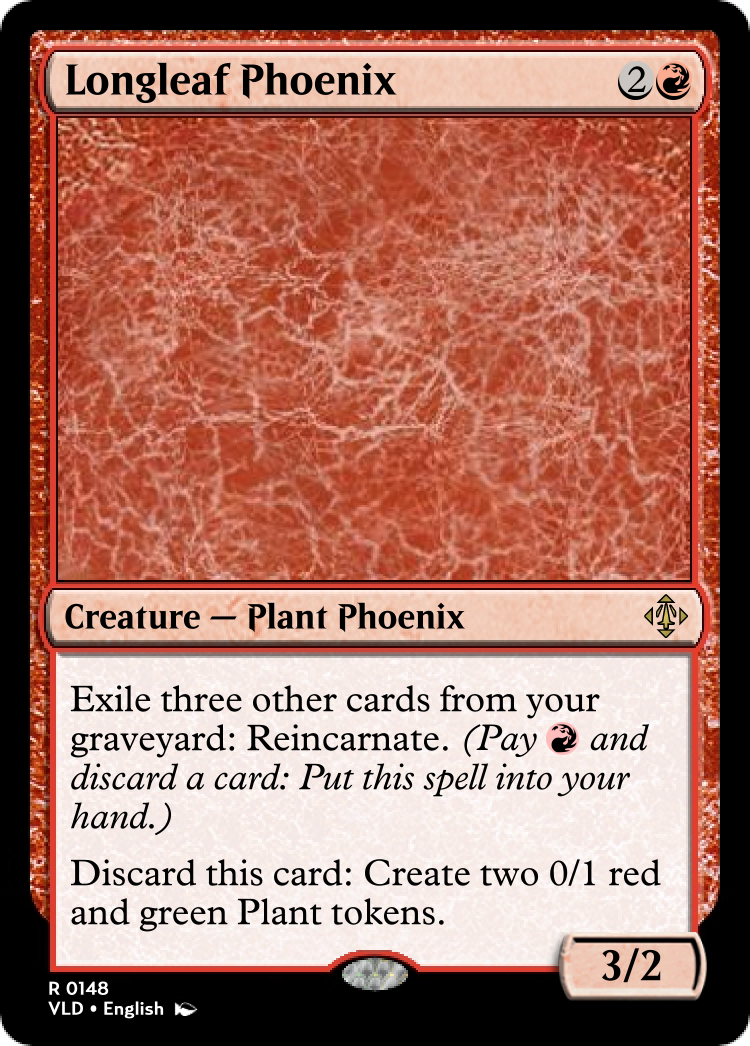 Longleaf Phoenix 2
Creature — Plant Phoenix
Exile three other cards from your
graveyard: Reincarnate. (Pay and
discard a card: Put this spell into your
hand.)
Discard this card: Create two 0/1 red
and green Plant tokens.
3/2
R 0148
VLD • English